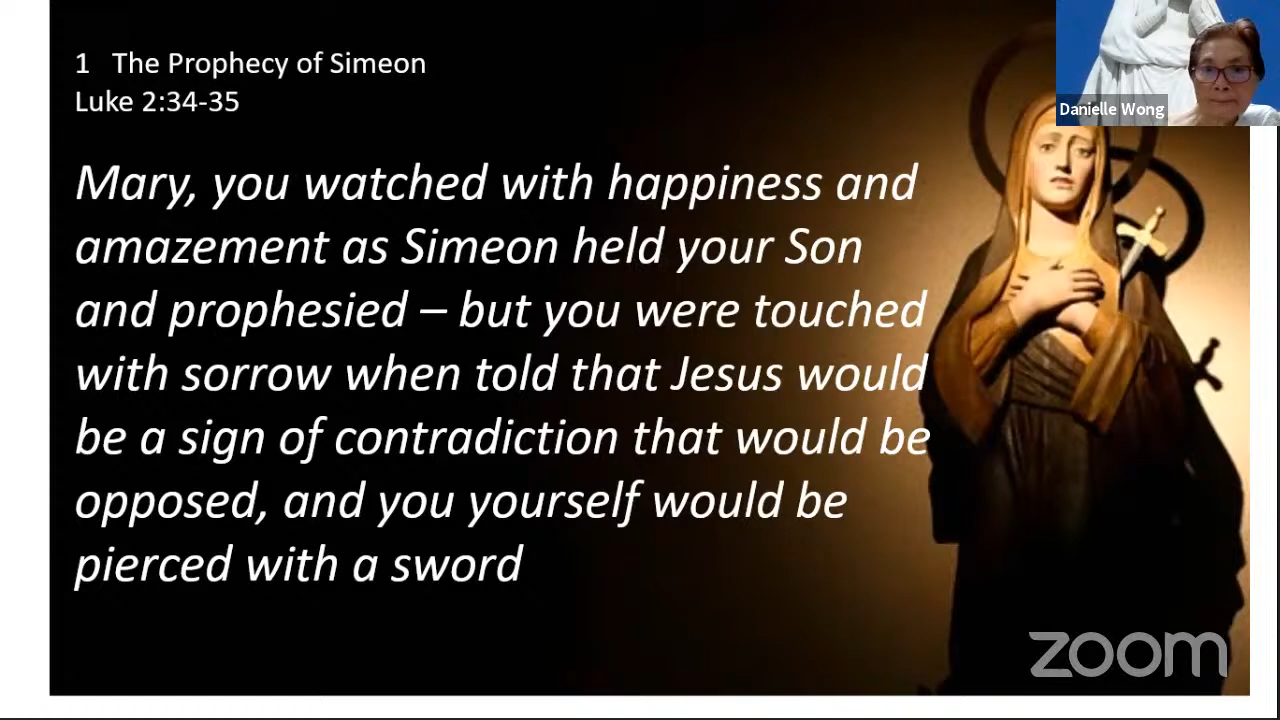 1 The Prophecy of Simeon
Luke 2:34-35
Mary, you watched with happiness and
amazement as Simeon held your Son
and prophesied – but you were touched
with sorrow when told that Jesus would
be a sign of contradiction that would be
opposed, and you yourself would be
pierced with a sword
Danielle Wong
zoom